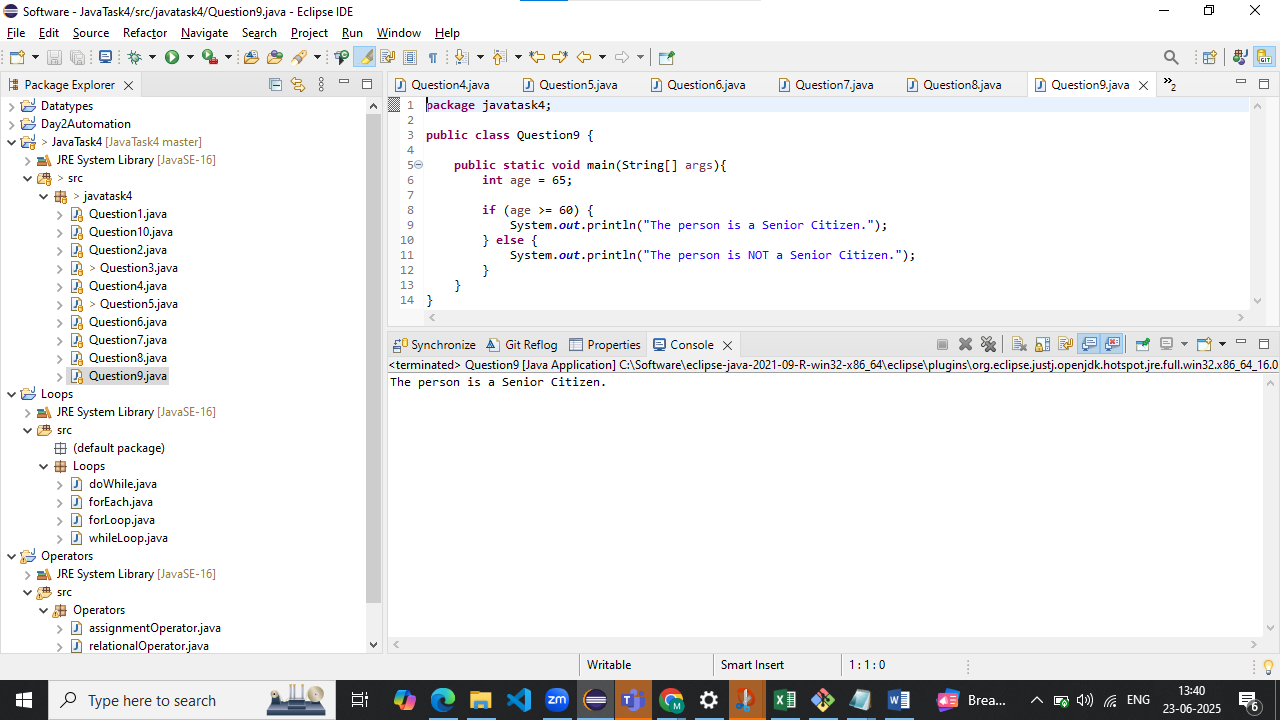 Software - JavaTask4/src/javatask4/Question9.java - Eclipse IDE
File Edit Source Refactor Navigate Search Project Run Window Help
Package Explorer
Datatypes
Day2Automation
> JavaTask4 [JavaTask4 master]
JRE System Library [JavaSE-16]
> src
> javatask4
Question1.java
Question10.java
Question2.java
> Question3.java
Question4.java
> Question5.java
Question6.java
Question7.java
Question8.java
Question9.java
Loops
JRE System Library [JavaSE-16]
src
(default package)
Loops
doWhile.java
forEach.java
forLoop.java
whileLoop.java
Operators
JRE System Library [JavaSE-16]
src
Operators
assignmentOperator.java
relationalOperator.java
Question4.java Question5.java Question6.java Question7.java Question8.java Question9.java »2
1 package javatask4;
2
3 public class Question9 {
4
5 public static void main(String[] args){
6 int age = 65;
7
8 if (age >= 60) {
9 System.out.println("The person is a Senior Citizen.");
10 } else {
11 System.out.println("The person is NOT a Senior Citizen.");
12 }
13 }
14 }
Synchronize Git Reflog Properties Console
<terminated> Question9 [Java Application] C:\Software\eclipse-java-2021-09-R-win32-x86_64\eclipse\plugins\org.eclipse.justj.openjdk.hotspot.jre.full.win32.x86_64_16.0
The person is a Senior Citizen.
Writable Smart Insert 1 : 1 : 0
Type here to search
zm
Brea...
ENG
13:40
23-06-2025
6